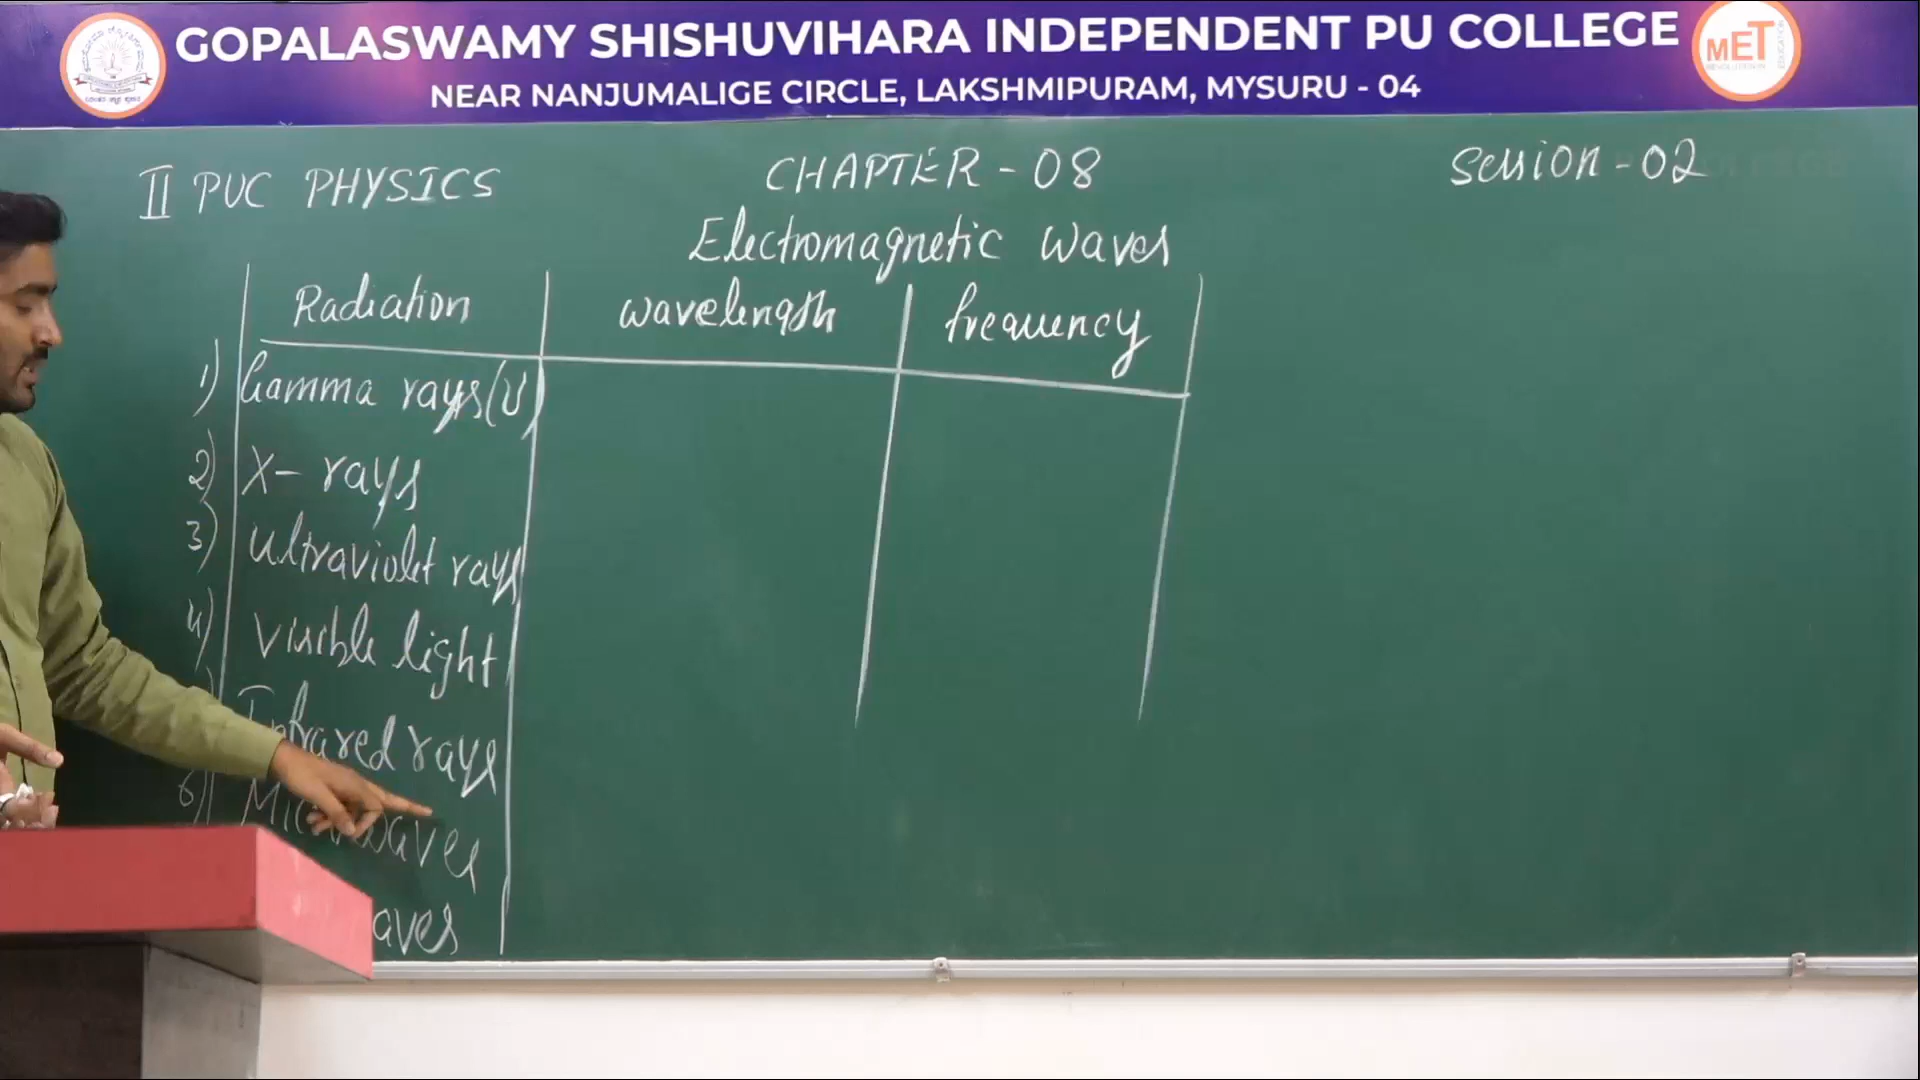 GOPALASWAMY SHISHUVIHARA INDEPENDENT PU COLLEGE
NEAR NANJUMALIGE CIRCLE, LAKSHMIPURAM, MYSURU - 04
MET
II PUC PHYSICS
CHAPTER - 08
Session - 02
Electromagnetic Waves
Radiation wavelength frequency
1) Gamma rays (γ)
2) X- rays
3) Ultraviolet rays
4) Visible light
Infrared rays
6) Microwaves
aves